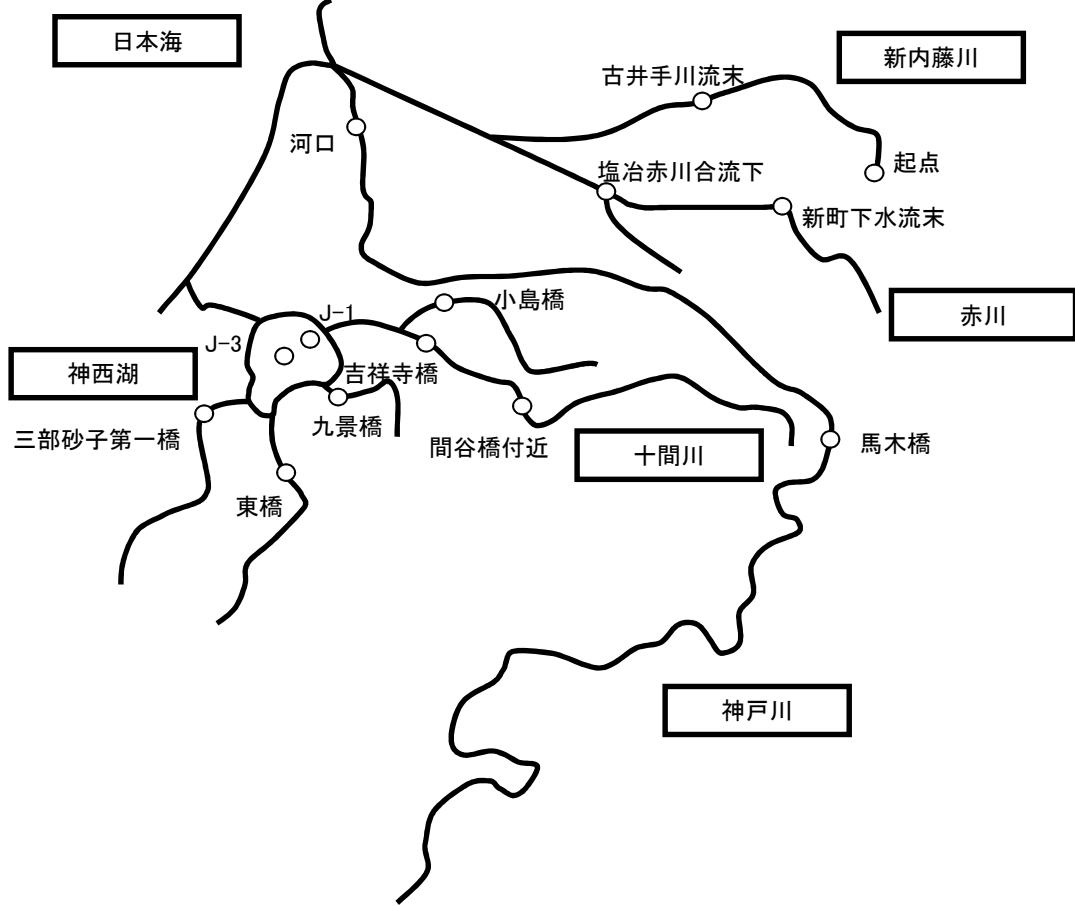 日本海
新内藤川
古井手川流末
河口
起点
塩冶赤川合流下
新町下水流末
小島橋
赤川
J-1
J-3
神西湖
吉祥寺橋
三部砂子第一橋
九景橋
間谷橋付近
十間川
馬木橋
東橋
神戸川